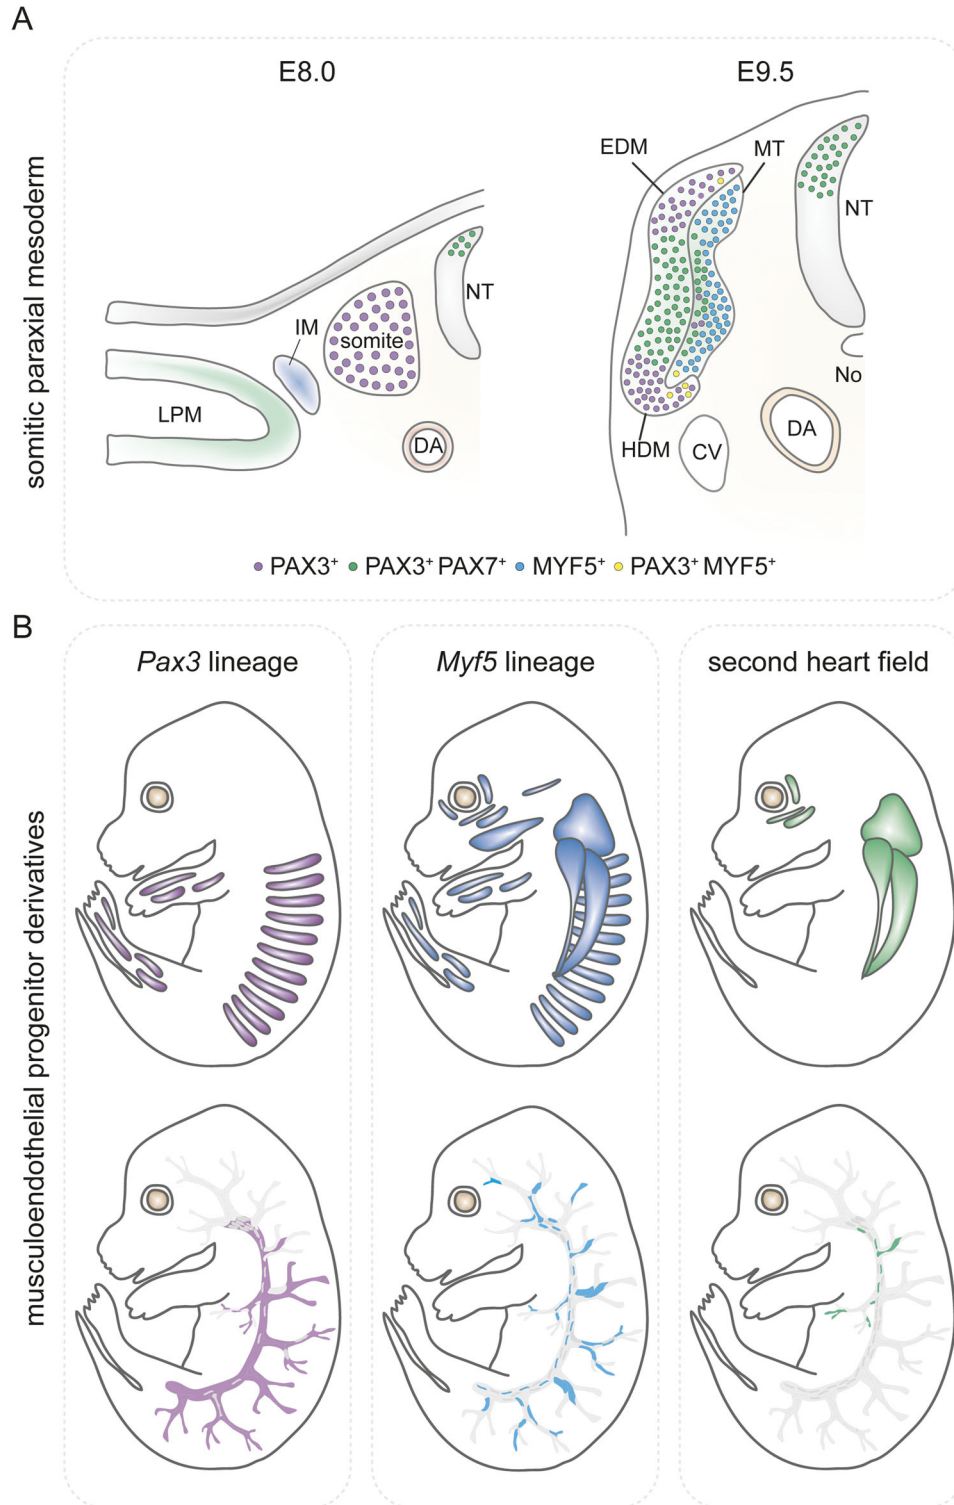 A
E8.0
E9.5
somitic paraxial mesoderm
EDM
MT
NT
NT
IM
somite
LPM
DA
No
HDM
CV
DA
PAX3⁺ PAX3⁺ PAX7⁺ MYF5⁺ PAX3⁺ MYF5⁺
B
Pax3 lineage
Myf5 lineage
second heart field
musculoendothelial progenitor derivatives